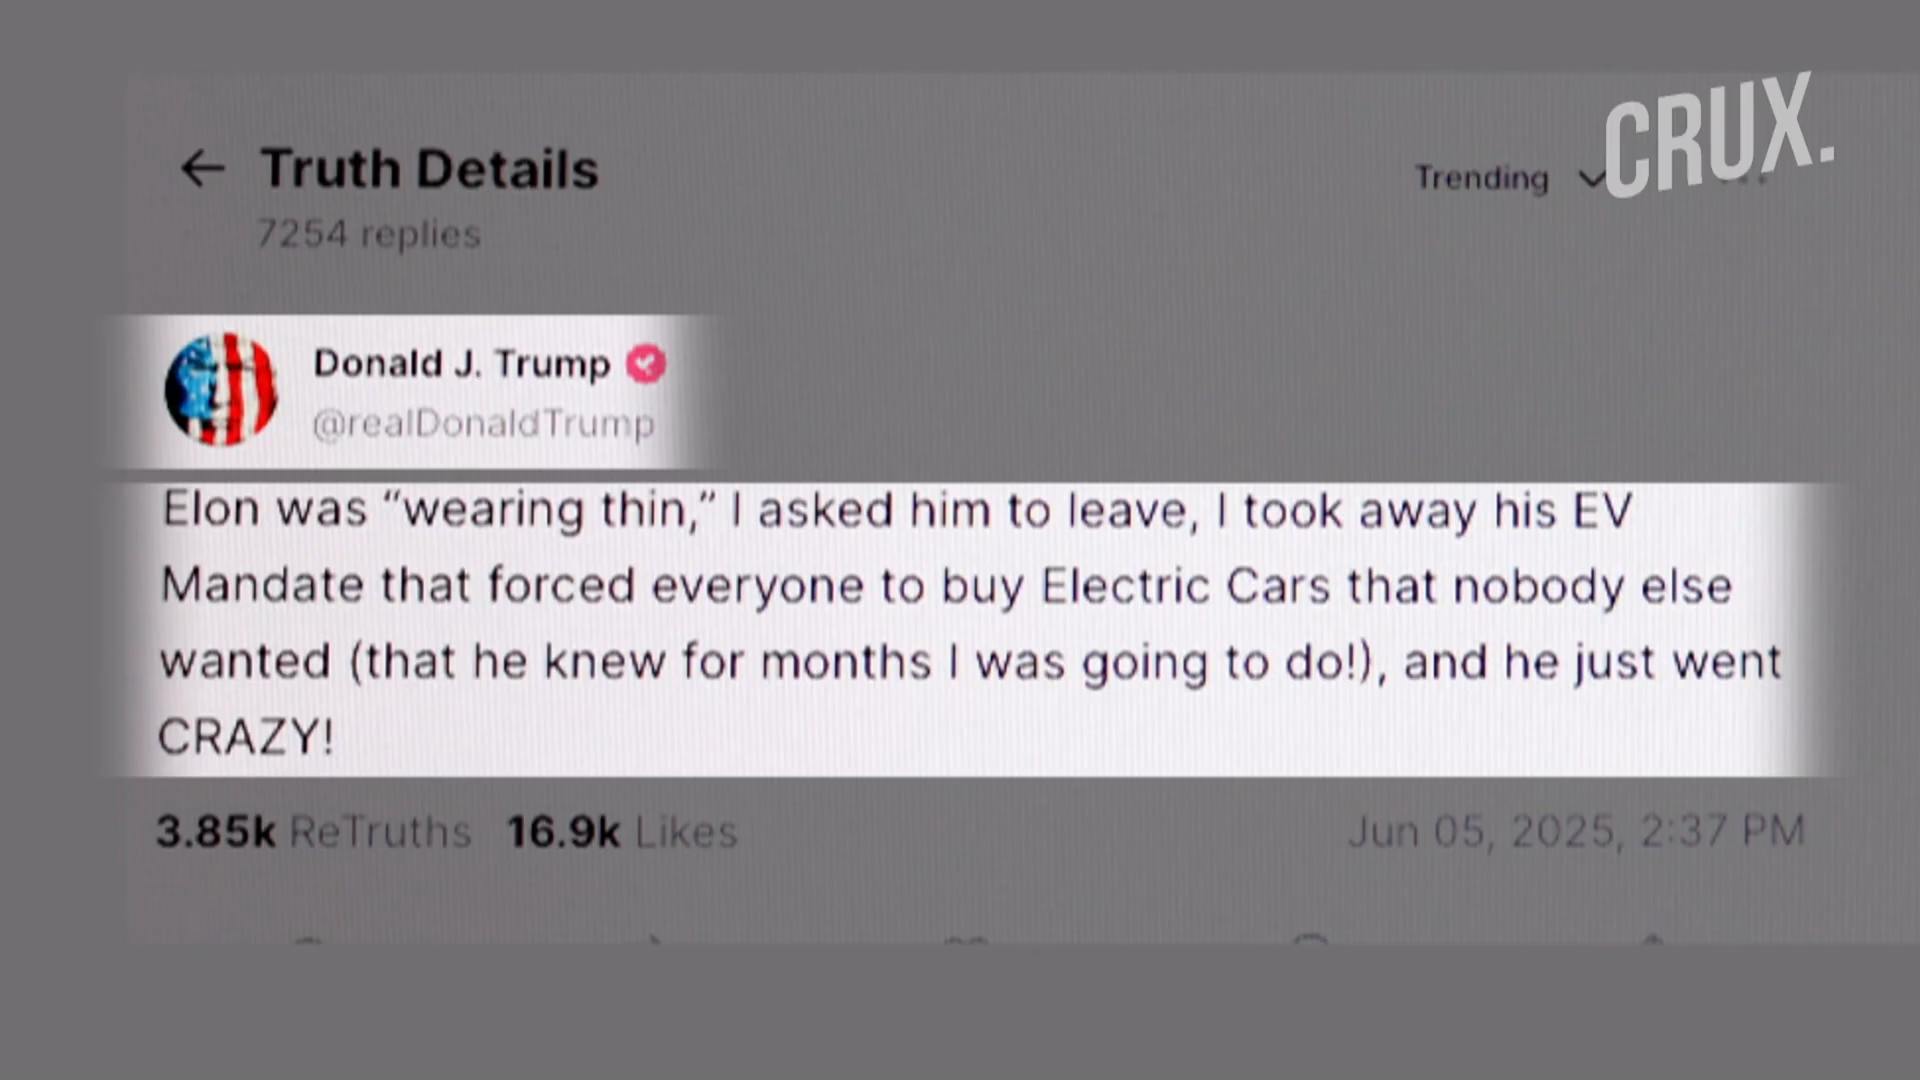 CRUX.
← Truth Details
Trending
7254 replies
Donald J. Trump
@realDonaldTrump
Elon was “wearing thin,” I asked him to leave, I took away his EV
Mandate that forced everyone to buy Electric Cars that nobody else
wanted (that he knew for months I was going to do!), and he just went
CRAZY!
3.85k ReTruths 16.9k Likes
Jun 05, 2025, 2:37 PM